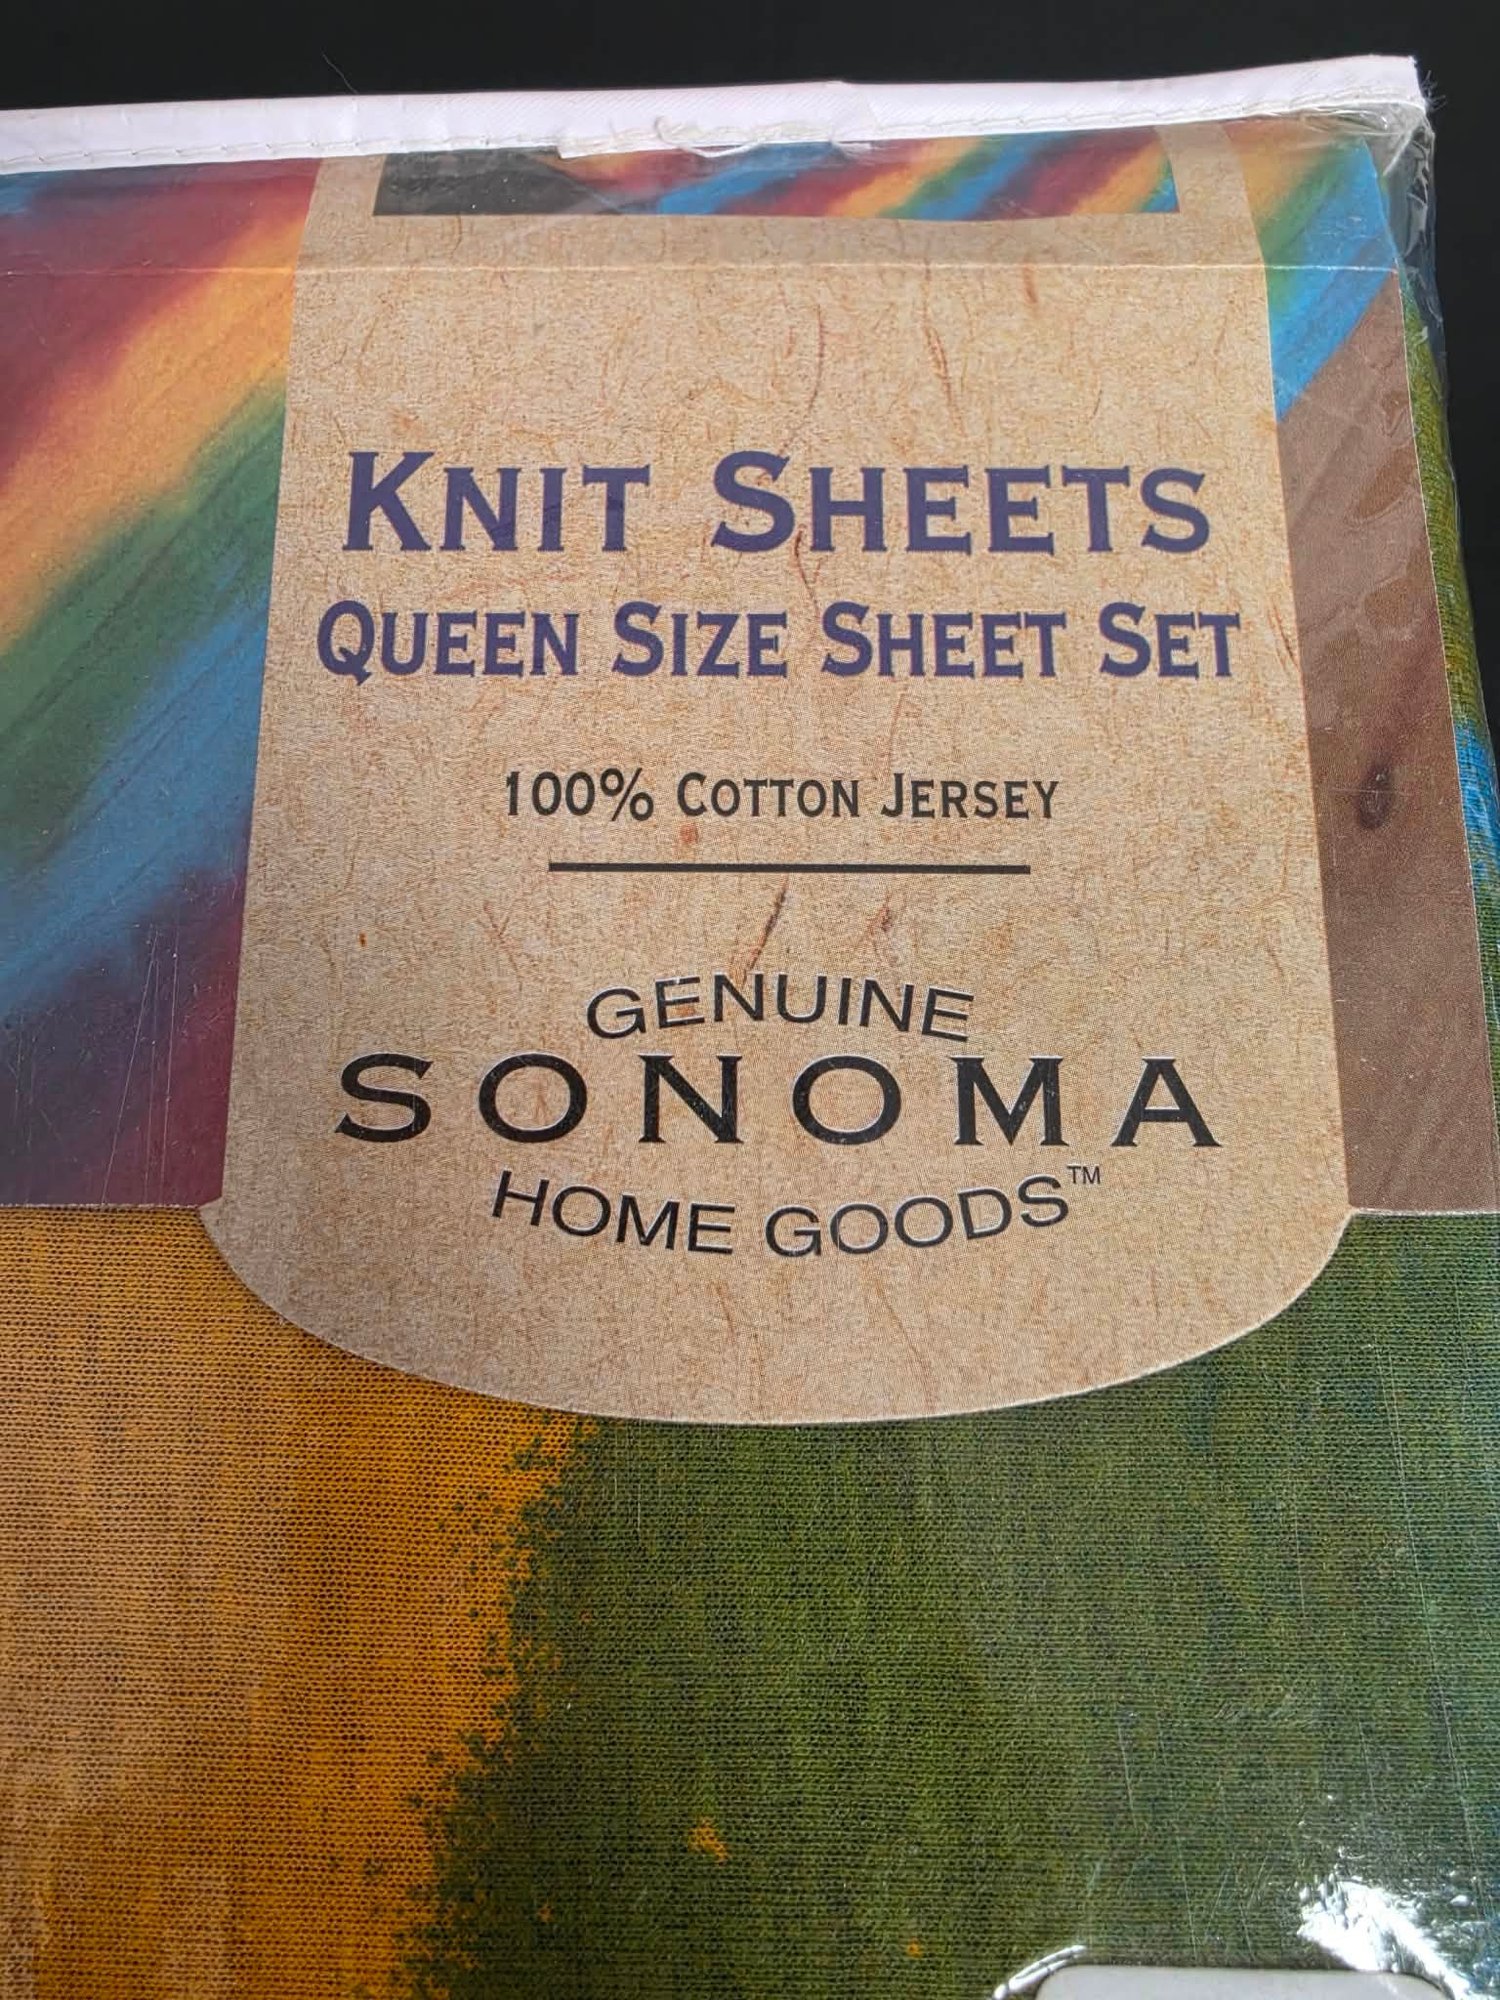 KNIT SHEETS
QUEEN SIZE SHEET SET
100% COTTON JERSEY
GENUINE
SONOMA
HOME GOODS™